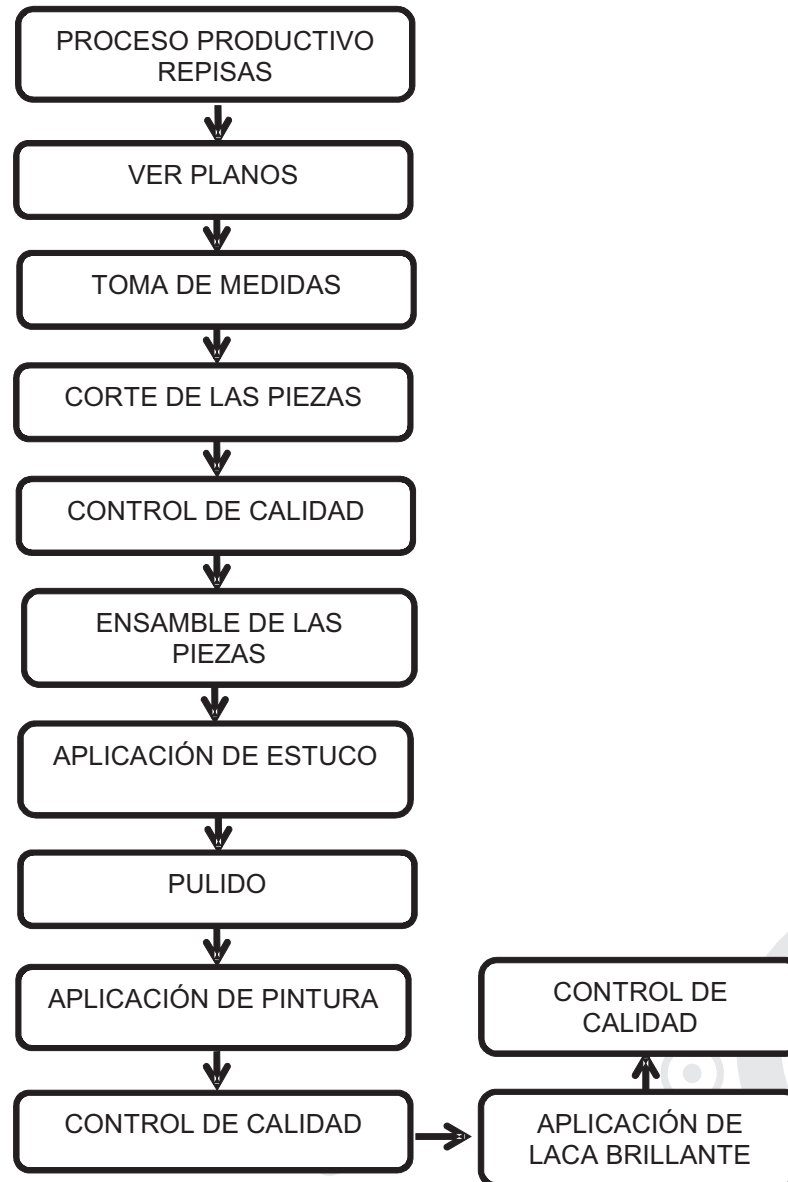 PROCESO PRODUCTIVO
REPISAS
VER PLANOS
TOMA DE MEDIDAS
CORTE DE LAS PIEZAS
CONTROL DE CALIDAD
ENSAMBLE DE LAS
PIEZAS
APLICACIÓN DE ESTUCO
PULIDO
APLICACIÓN DE PINTURA
CONTROL DE CALIDAD
APLICACIÓN DE
LACA BRILLANTE
CONTROL DE
CALIDAD